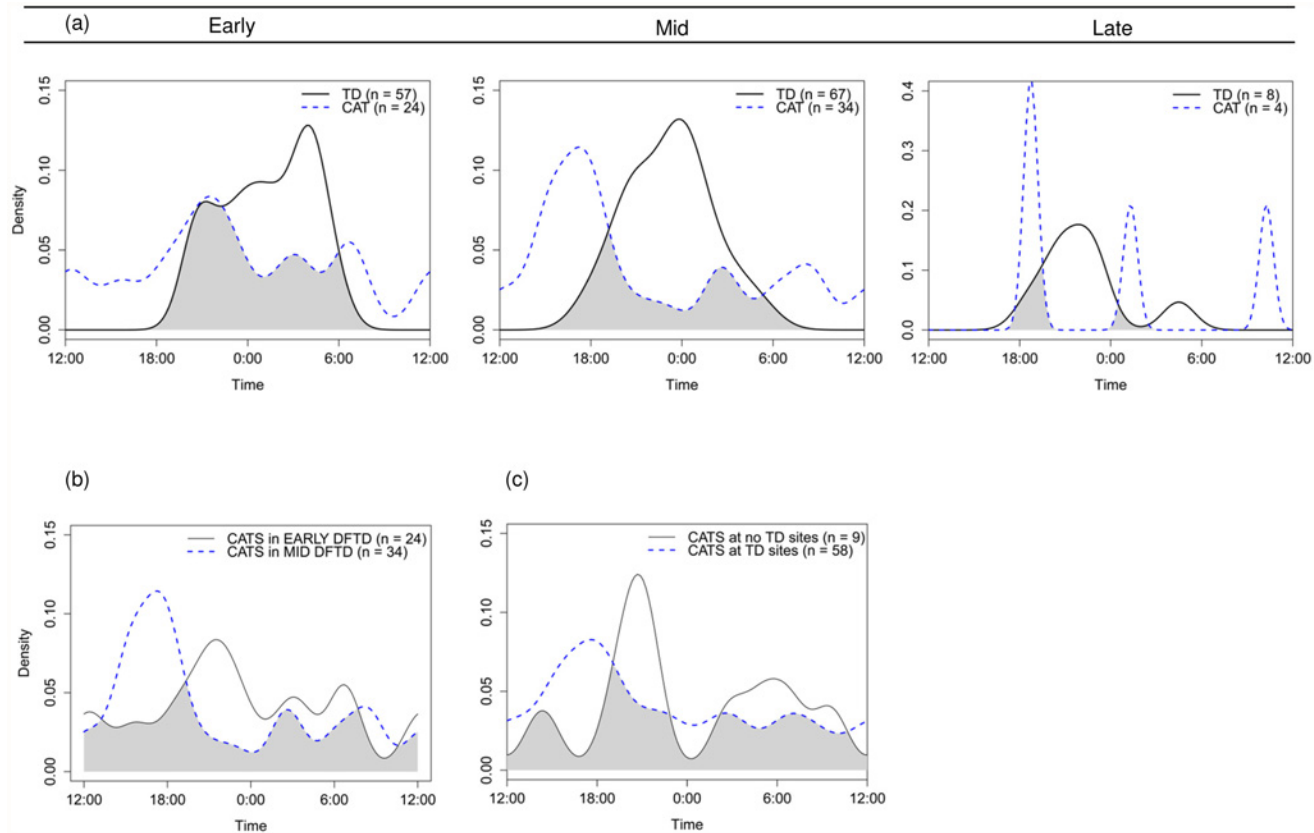 (a) Early Mid Late
TD (n = 57)
CAT (n = 24)
0.15
0.10
0.05
0.00
Density
12:00 18:00 0:00 6:00 12:00
Time
TD (n = 67)
CAT (n = 34)
0.15
0.10
0.05
0.00
12:00 18:00 0:00 6:00 12:00
Time
TD (n = 8)
CAT (n = 4)
0.4
0.3
0.2
0.1
0.0
12:00 18:00 0:00 6:00 12:00
Time
(b)
CATS in EARLY DFTD (n = 24)
CATS in MID DFTD (n = 34)
0.15
0.10
0.05
0.00
Density
12:00 18:00 0:00 6:00 12:00
Time
(c)
CATS at no TD sites (n = 9)
CATS at TD sites (n = 58)
0.15
0.10
0.05
0.00
12:00 18:00 0:00 6:00 12:00
Time